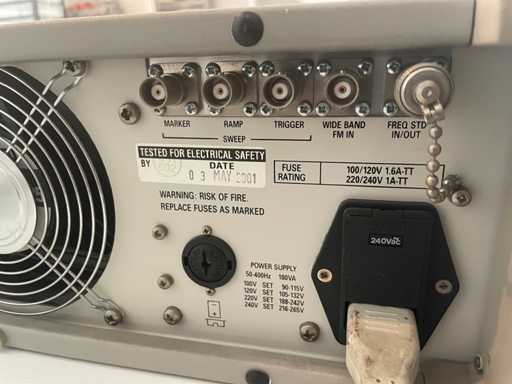 MARKER
RAMP
TRIGGER
WIDE BAND
FM IN
FREQ STD
IN/OUT
SWEEP
TESTED FOR ELECTRICAL SAFETY
BY
DATE
0 3 MAY 2001
FUSE
RATING
100/120V 1.6A-TT
220/240V 1A-TT
WARNING: RISK OF FIRE.
REPLACE FUSES AS MARKED
240Vac
POWER SUPPLY
50-400Hz 180VA
100V SET 90-115V
120V SET 105-132V
220V SET 188-242V
240V SET 216-265V